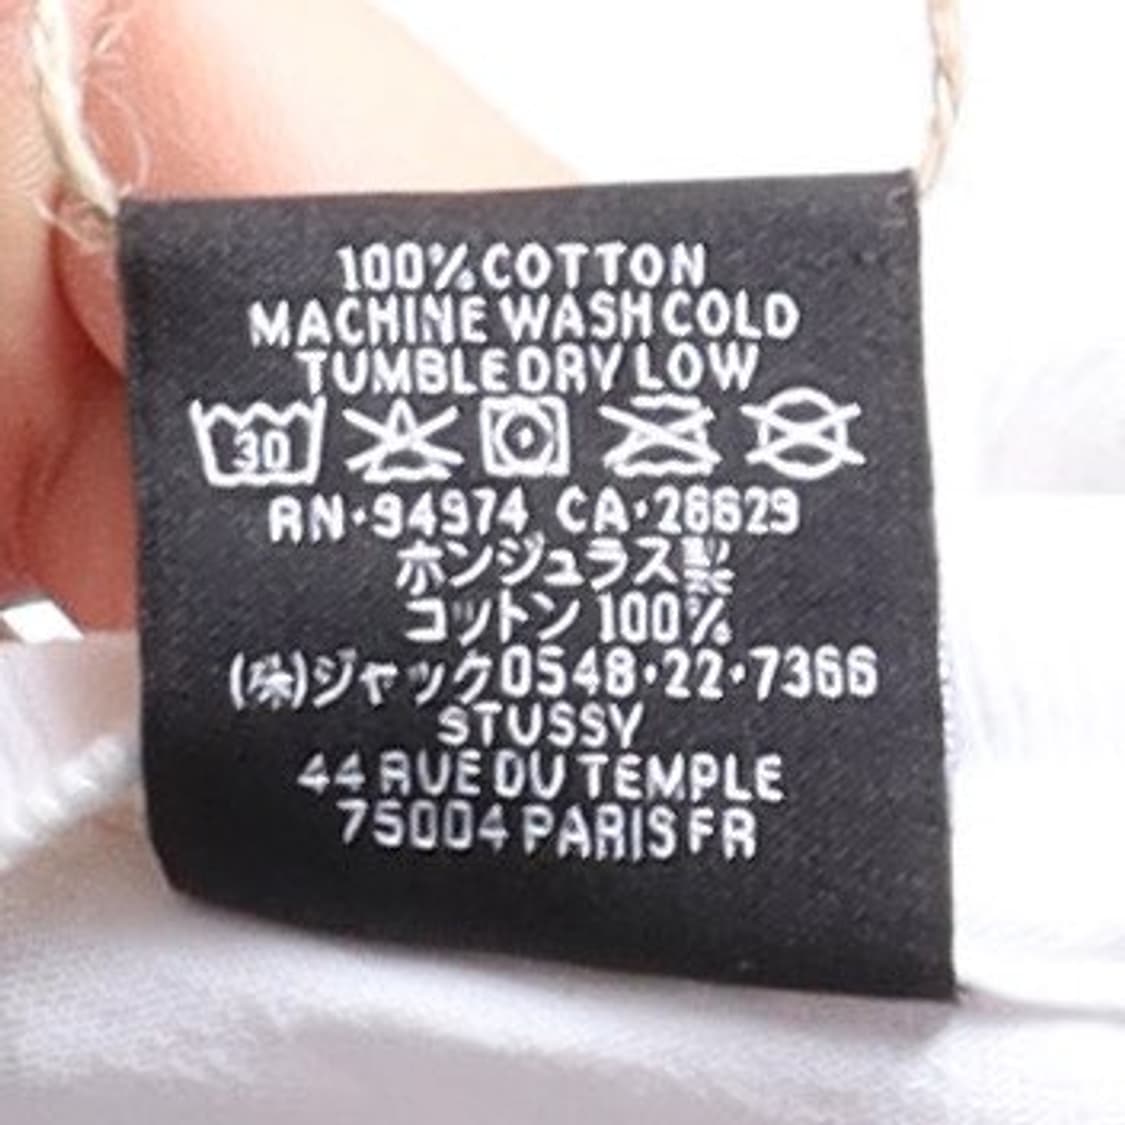 100% COTTON
MACHINE WASH COLD
TUMBLE DRY LOW
30
RN·94974 CA·28629
ホンジュラス製
コットン 100%
(株)ジャック0548·22·7366
STUSSY
44 RUE DU TEMPLE
75004 PARIS FR